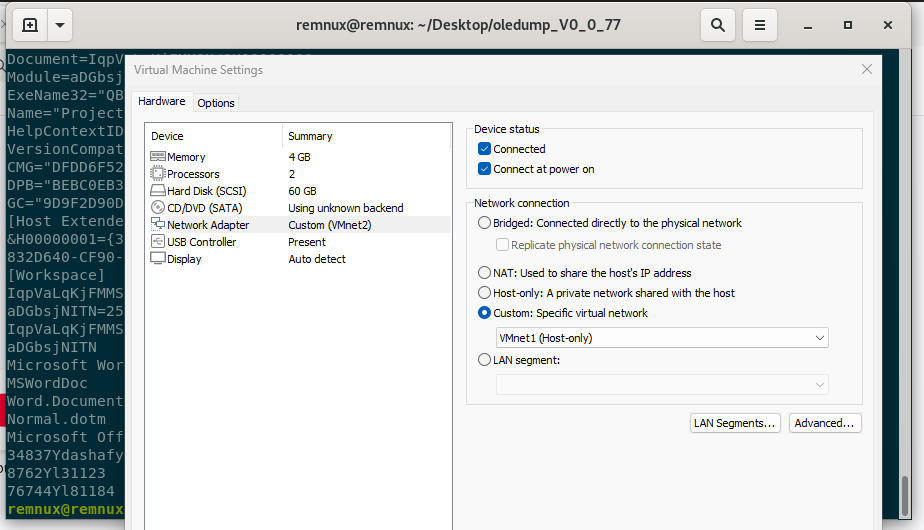 remnux@remnux: ~/Desktop/oledump_V0_0_77
Document=IqpV
Module=aDGbsj
ExeName32="QB
Name="Project
HelpContextID
VersionCompat
CMG="DFDD6F52
DPB="BEBC0EB3
GC="9D9F2D90D
[Host Extende
&H00000001={3
832D640-CF90-
[Workspace]
IqpVaLqKjFMMS
aDGbsjNITN=25
IqpVaLqKjFMMS
aDGbsjNITN
Microsoft Wor
MSWordDoc
Word.Document
Normal.dotm
Microsoft Off
34837Ydashafy
8762Yl31123
76744Yl81184
remnux@remnux
Virtual Machine Settings
Hardware
Options
Device Summary
Memory 4 GB
Processors 2
Hard Disk (SCSI) 60 GB
CD/DVD (SATA) Using unknown backend
Network Adapter Custom (VMnet2)
USB Controller Present
Display Auto detect
Device status
Connected
Connect at power on
Network connection
Bridged: Connected directly to the physical network
Replicate physical network connection state
NAT: Used to share the host's IP address
Host-only: A private network shared with the host
Custom: Specific virtual network
VMnet1 (Host-only)
LAN segment:
LAN Segments...
Advanced...